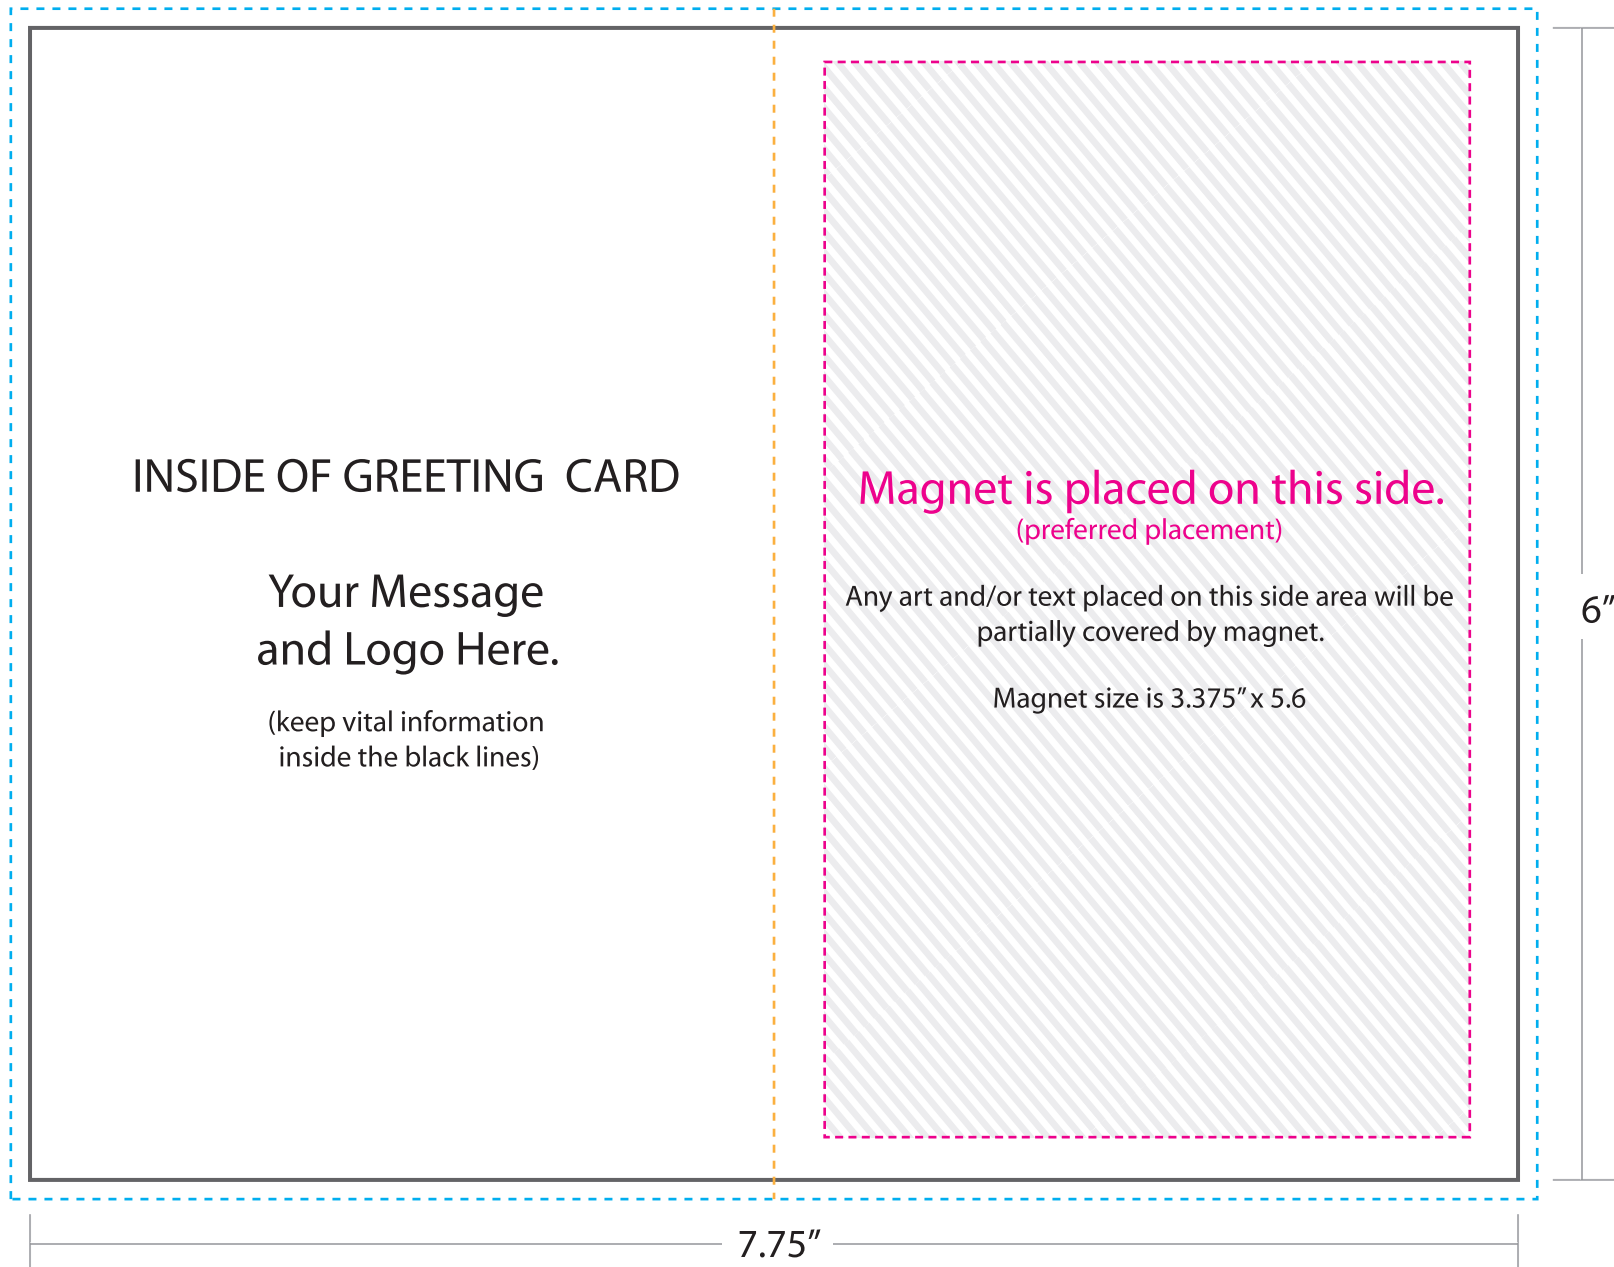 INSIDE OF GREETING CARD
Your Message
and Logo Here.
(keep vital information
inside the black lines)
Magnet is placed on this side.
(preferred placement)
Any art and/or text placed on this side area will be
partially covered by magnet.
Magnet size is 3.375” x 5.6
6”
7.75”